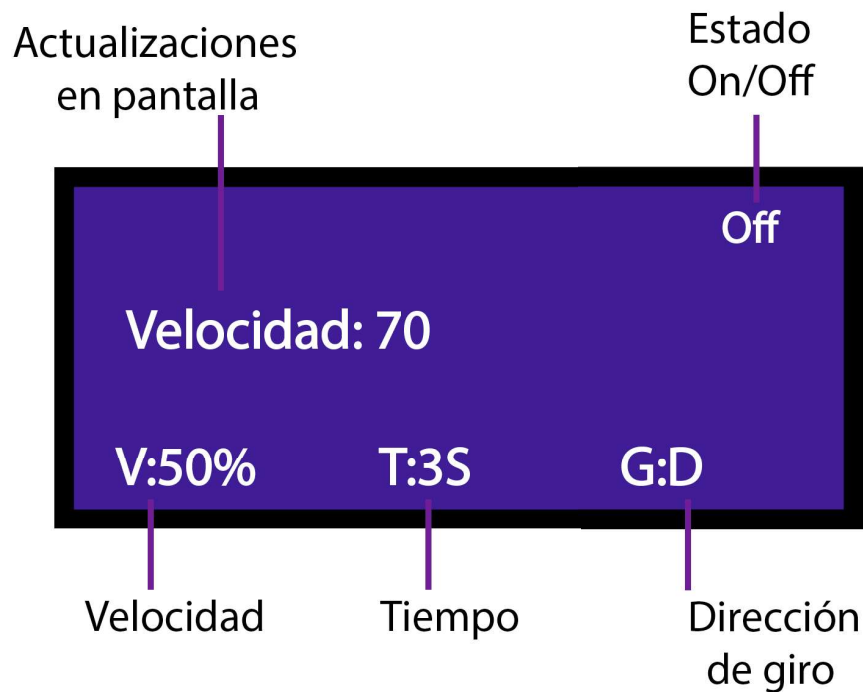 Actualizaciones
en pantalla
Estado
On/Off
Off
Velocidad: 70
V:50%
T:3S
G:D
Velocidad
Tiempo
Dirección
de giro